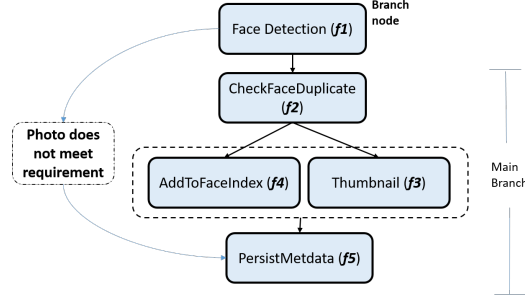 Face Detection (f1)
Branch
node
CheckFaceDuplicate
(f2)
Photo does
not meet
requirement
AddToFaceIndex (f4)
Thumbnail (f3)
Main
Branch
PersistMetdata (f5)